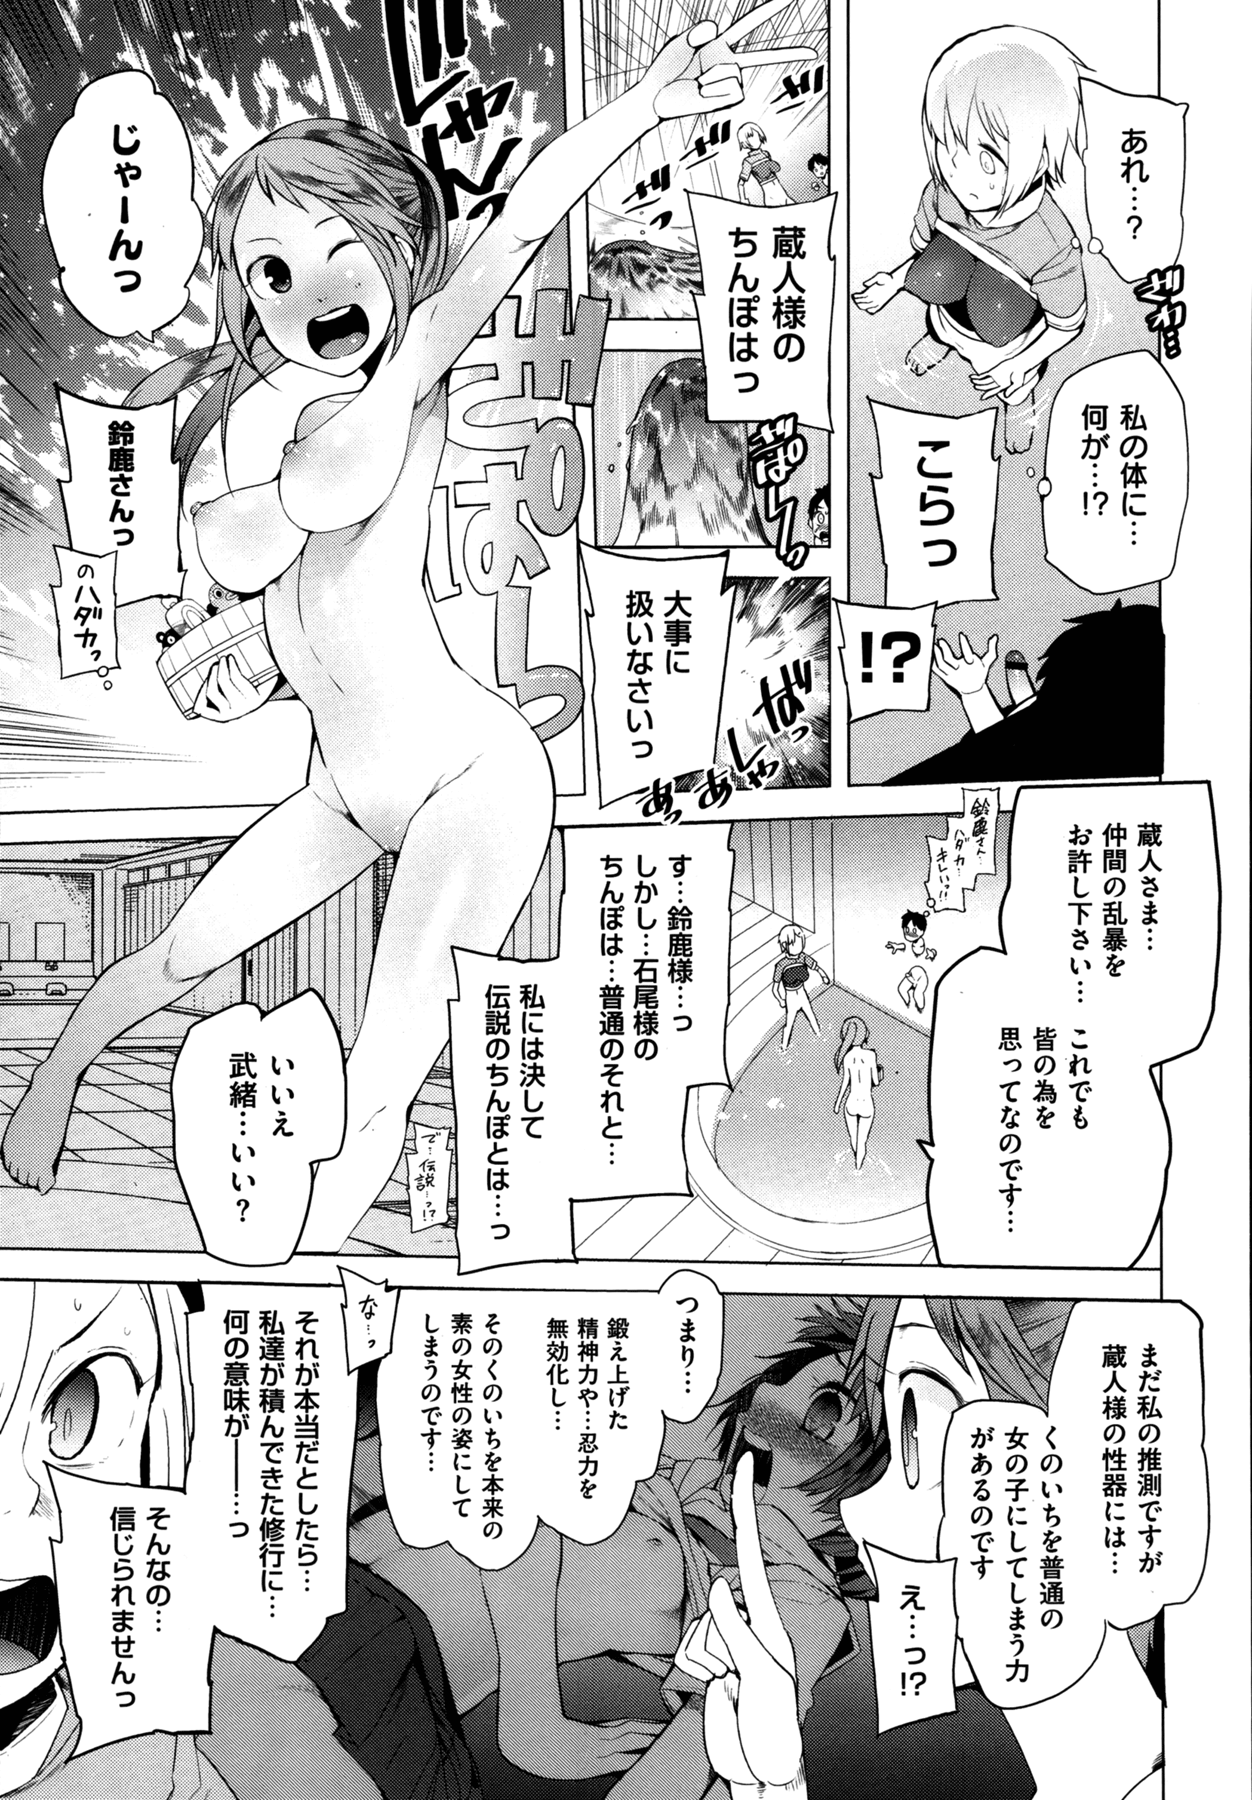 あれ…?
私の体に…
何が…!?
こらっ
!?
蔵人様の
ちんぽはっ
大事に
扱いなさいっ
じゃーんっ
鈴鹿さんっ
のハダカっ
蔵人さま…
仲間の乱暴を
お許し下さい…
これでも
皆の為を
思ってなのです…
鈴鹿さん…
ハダカ…
キレいっ!!
す…鈴鹿様…っ
しかし…石尾様の
ちんぽは…普通のそれと…
私には決して
伝説のちんぽとは…っ
で…伝説…っ!?
いいえ
武緒…いい?
まだ私の推測ですが
蔵人様の性器には…
くのいちを普通の
女の子にしてしまう力
があるのです
え…っ!?
つまり…
鍛え上げた
精神力や…忍力を
無効化し…
そのくのいちを本来の
素の女性の姿にして
しまうのです…
な…っ
それが本当だとしたら…
私達が積んできた修行に…
何の意味が――…っ
そんなの…
信じられませんっ